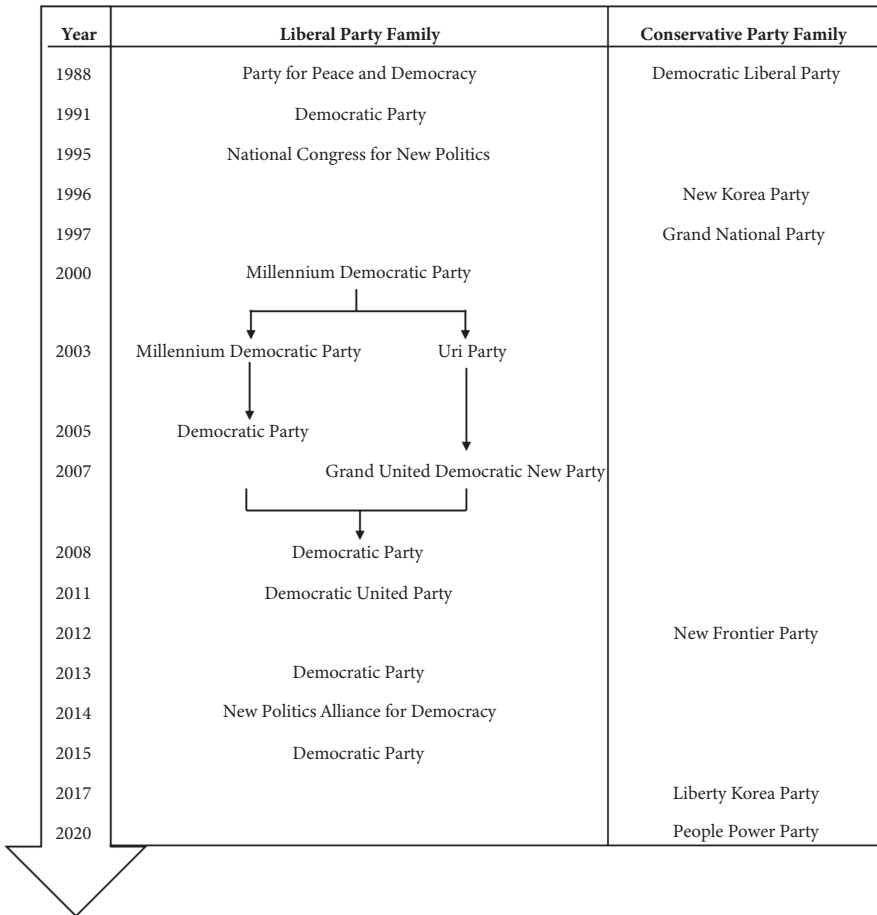 Year Liberal Party Family Conservative Party Family
1988 Party for Peace and Democracy Democratic Liberal Party
1991 Democratic Party
1995 National Congress for New Politics
1996 New Korea Party
1997 Grand National Party
2000 Millennium Democratic Party
2003 Millennium Democratic Party Uri Party
2005 Democratic Party
2007 Grand United Democratic New Party
2008 Democratic Party
2011 Democratic United Party
2012 New Frontier Party
2013 Democratic Party
2014 New Politics Alliance for Democracy
2015 Democratic Party
2017 Liberty Korea Party
2020 People Power Party